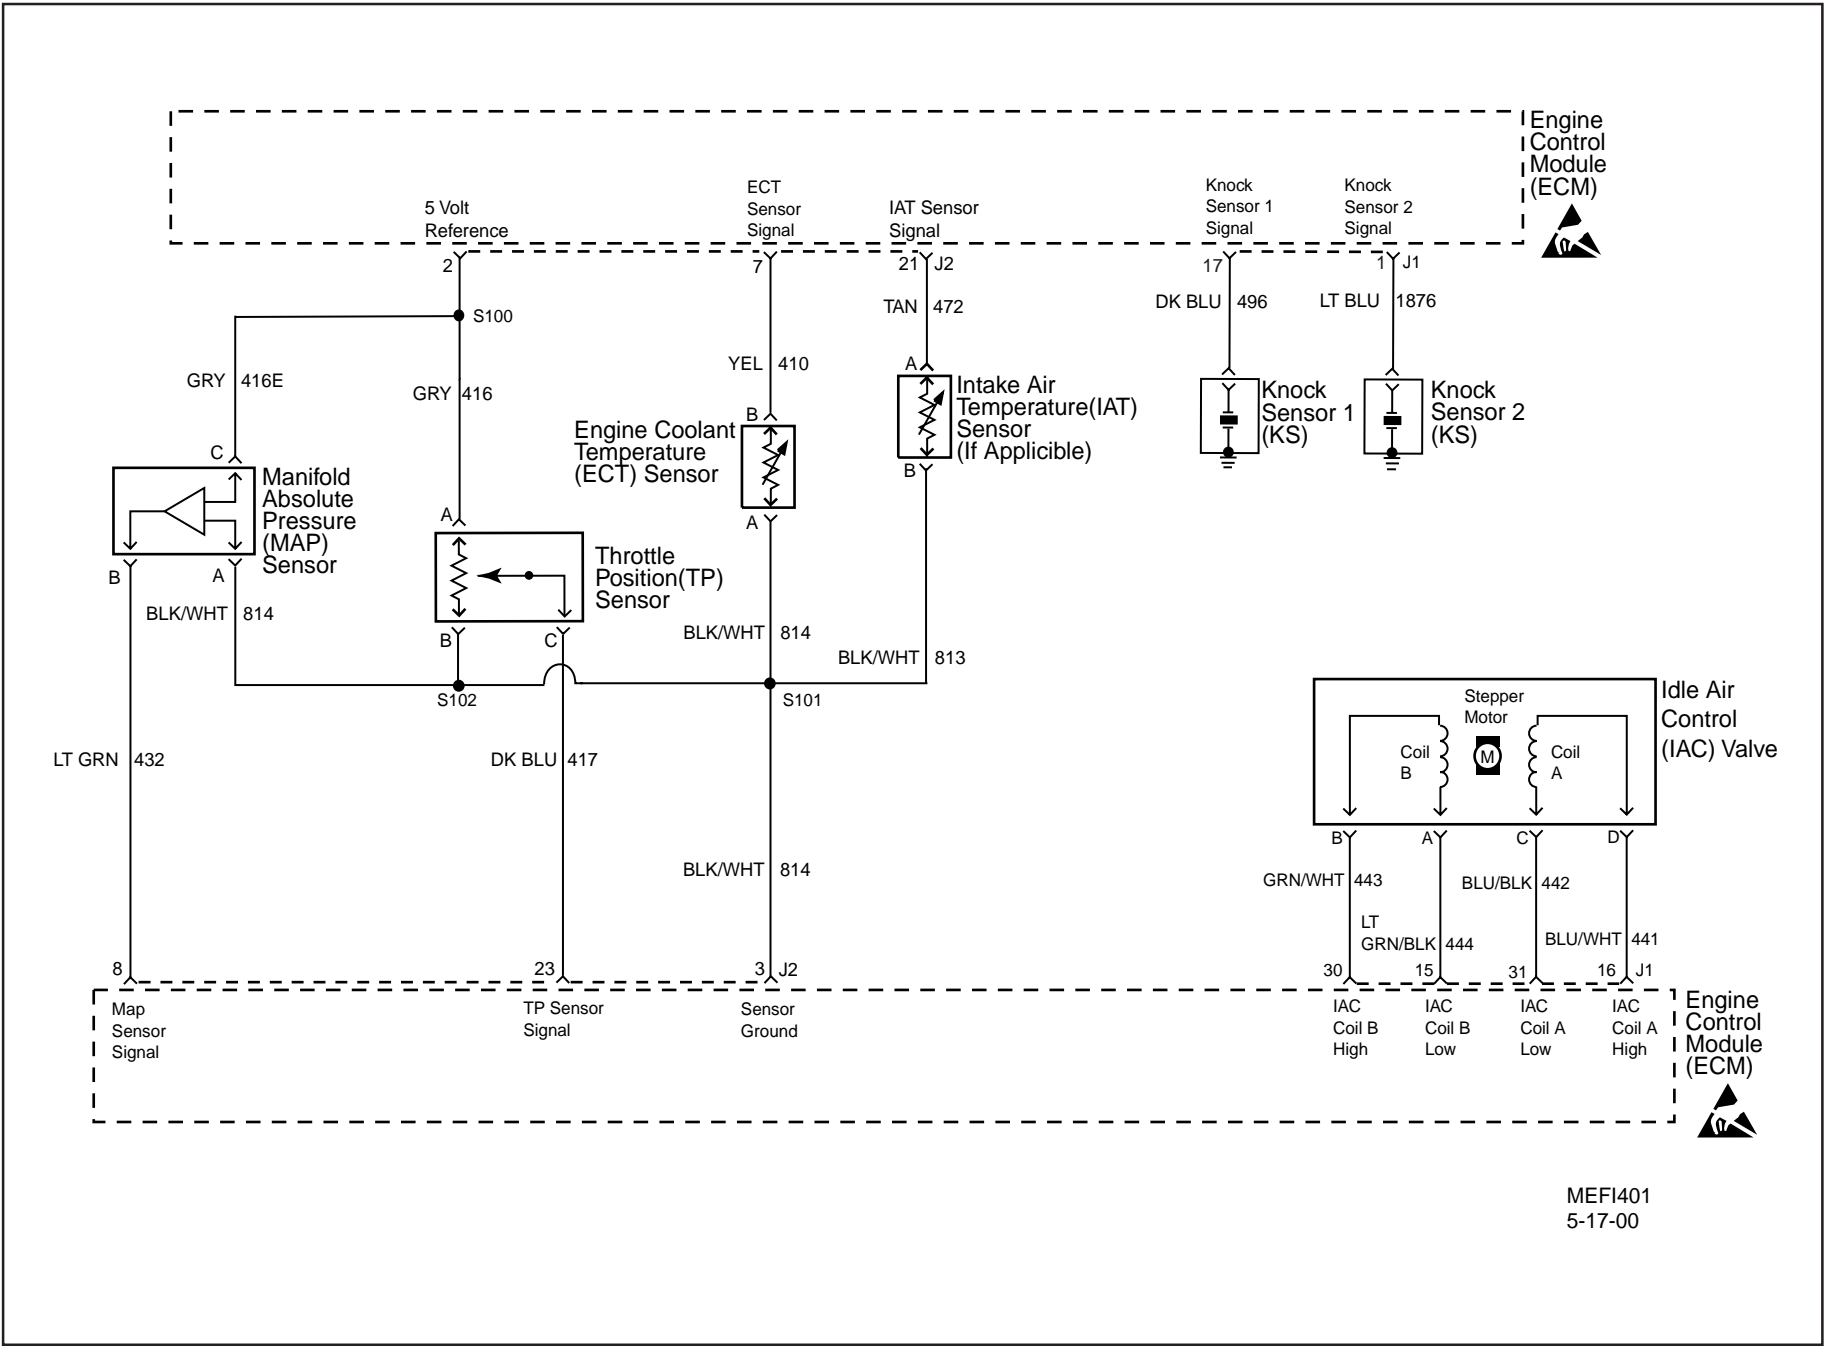 Engine
Control
Module
(ECM)
5 Volt
Reference
ECT
Sensor
Signal
IAT Sensor
Signal
Knock
Sensor 1
Signal
Knock
Sensor 2
Signal
2
7
21 J2
17
1 J1
S100
TAN 472
DK BLU 496
LT BLU 1876
GRY 416E
GRY 416
YEL 410
A
Intake Air
Temperature(IAT)
Sensor
(If Applicible)
B
Knock
Sensor 1
(KS)
Knock
Sensor 2
(KS)
B
Engine Coolant
Temperature
(ECT) Sensor
A
C
Manifold
Absolute
Pressure
(MAP)
Sensor
B
A
A
Throttle
Position(TP)
Sensor
B
C
BLK/WHT 814
BLK/WHT 814
BLK/WHT 813
S102
S101
LT GRN 432
DK BLU 417
BLK/WHT 814
Idle Air
Control
(IAC) Valve
Stepper
Motor
Coil
B
M
Coil
A
B
A
C
D
GRN/WHT 443
BLU/BLK 442
LT
GRN/BLK 444
BLU/WHT 441
8
23
3 J2
30
15
31
16 J1
Map
Sensor
Signal
TP Sensor
Signal
Sensor
Ground
IAC
Coil B
High
IAC
Coil B
Low
IAC
Coil A
Low
IAC
Coil A
High
Engine
Control
Module
(ECM)
MEFI401
5-17-00